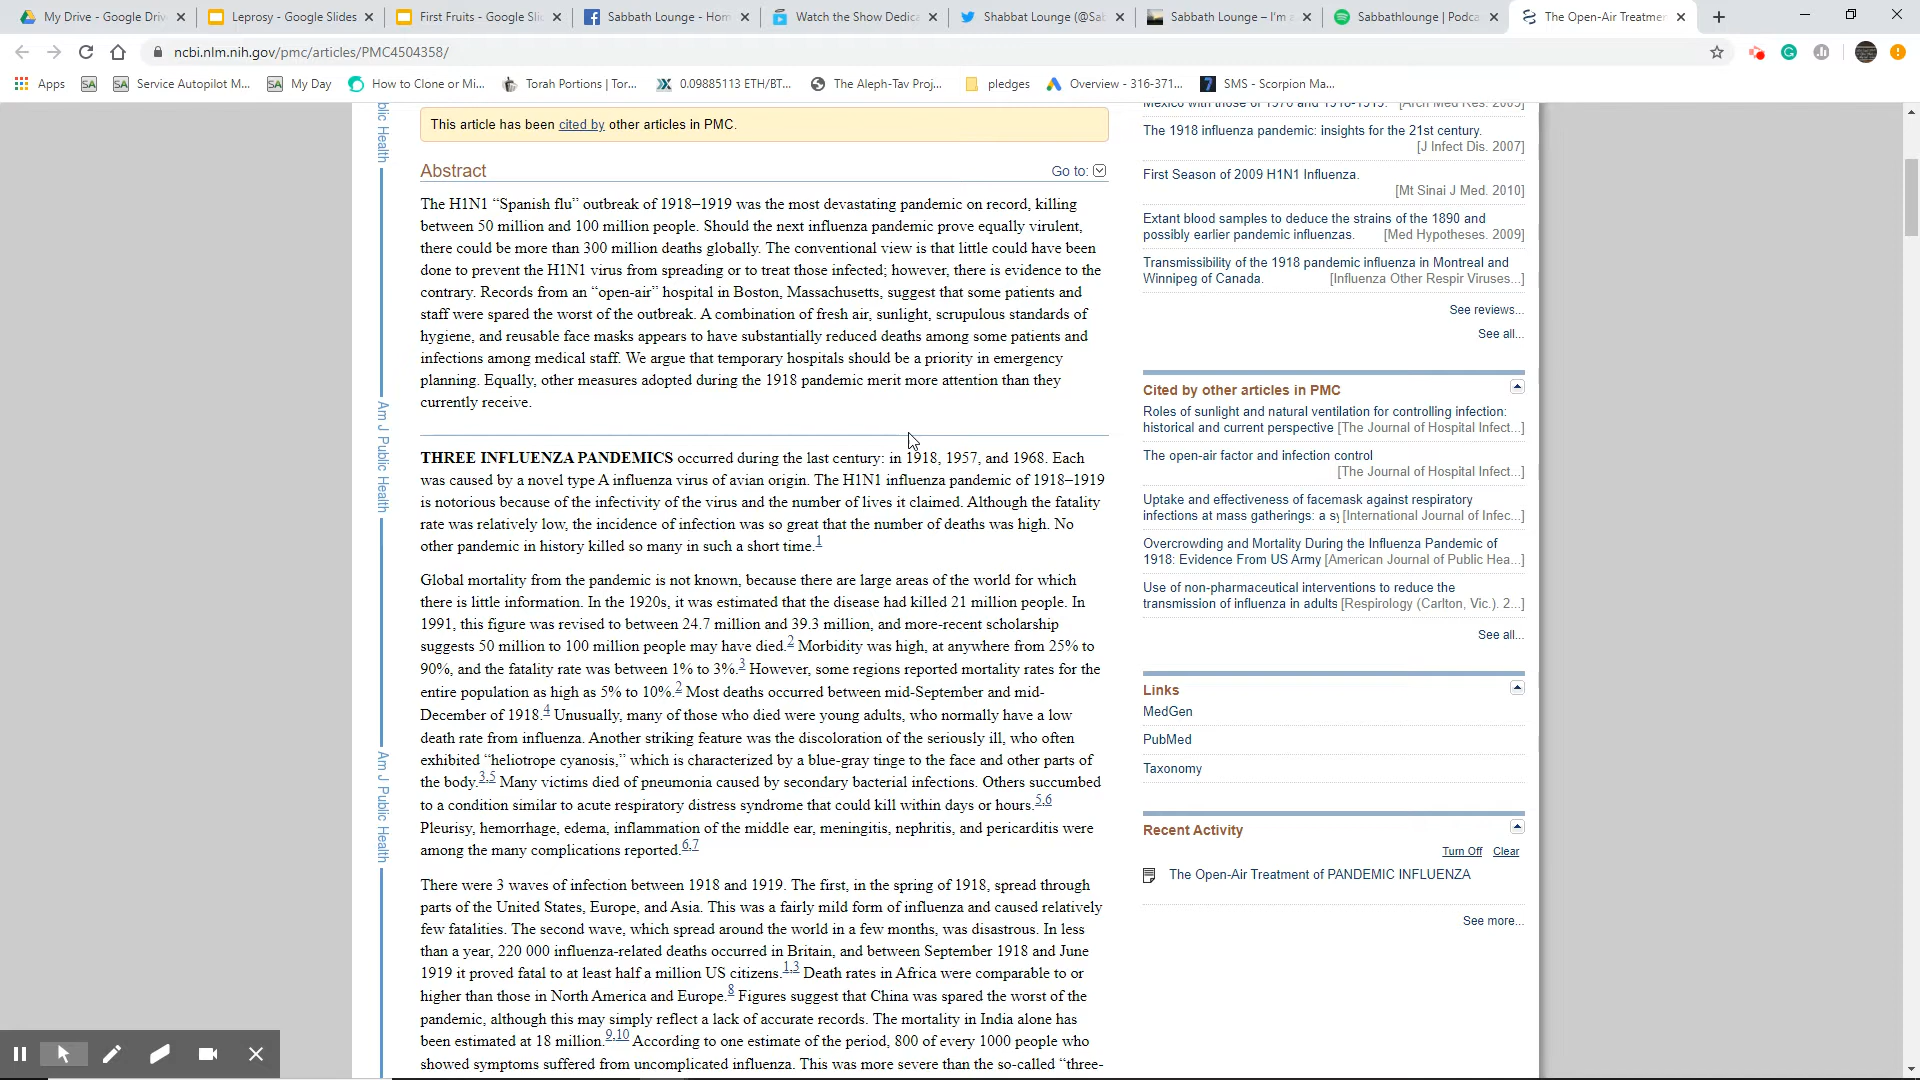 My Drive - Google Driv
Leprosy - Google Slides
First Fruits - Google Sli
Sabbath Lounge - Hom
Watch the Show Dedica
Shabbat Lounge (@Sab
Sabbath Lounge – I'm
Sabbathlounge | Podca
The Open-Air Treatmen
ncbi.nlm.nih.gov/pmc/articles/PMC4504358/
Apps
SA
SA Service Autopilot M...
SA My Day
How to Clone or Mi...
Torah Portions | Tor...
0.09885113 ETH/BT...
The Aleph-Tav Proj...
pledges
Overview - 316-371...
SMS - Scorpion Ma...
This article has been cited by other articles in PMC.
Abstract
Go to:
The H1N1 “Spanish flu” outbreak of 1918–1919 was the most devastating pandemic on record, killing
between 50 million and 100 million people. Should the next influenza pandemic prove equally virulent,
there could be more than 300 million deaths globally. The conventional view is that little could have been
done to prevent the H1N1 virus from spreading or to treat those infected; however, there is evidence to the
contrary. Records from an “open-air” hospital in Boston, Massachusetts, suggest that some patients and
staff were spared the worst of the outbreak. A combination of fresh air, sunlight, scrupulous standards of
hygiene, and reusable face masks appears to have substantially reduced deaths among some patients and
infections among medical staff. We argue that temporary hospitals should be a priority in emergency
planning. Equally, other measures adopted during the 1918 pandemic merit more attention than they
currently receive.
THREE INFLUENZA PANDEMICS occurred during the last century: in 1918, 1957, and 1968. Each
was caused by a novel type A influenza virus of avian origin. The H1N1 influenza pandemic of 1918–1919
is notorious because of the infectivity of the virus and the number of lives it claimed. Although the fatality
rate was relatively low, the incidence of infection was so great that the number of deaths was high. No
other pandemic in history killed so many in such a short time.1
Global mortality from the pandemic is not known, because there are large areas of the world for which
there is little information. In the 1920s, it was estimated that the disease had killed 21 million people. In
1991, this figure was revised to between 24.7 million and 39.3 million, and more-recent scholarship
suggests 50 million to 100 million people may have died.2 Morbidity was high, at anywhere from 25% to
90%, and the fatality rate was between 1% to 3%.3 However, some regions reported mortality rates for the
entire population as high as 5% to 10%.2 Most deaths occurred between mid-September and mid-
December of 1918.4 Unusually, many of those who died were young adults, who normally have a low
death rate from influenza. Another striking feature was the discoloration of the seriously ill, who often
exhibited “heliotrope cyanosis,” which is characterized by a blue-gray tinge to the face and other parts of
the body.3,5 Many victims died of pneumonia caused by secondary bacterial infections. Others succumbed
to a condition similar to acute respiratory distress syndrome that could kill within days or hours.5,6
Pleurisy, hemorrhage, edema, inflammation of the middle ear, meningitis, nephritis, and pericarditis were
among the many complications reported.6,7
There were 3 waves of infection between 1918 and 1919. The first, in the spring of 1918, spread through
parts of the United States, Europe, and Asia. This was a fairly mild form of influenza and caused relatively
few fatalities. The second wave, which spread around the world in a few months, was disastrous. In less
than a year, 220 000 influenza-related deaths occurred in Britain, and between September 1918 and June
1919 it proved fatal to at least half a million US citizens.1,3 Death rates in Africa were comparable to or
higher than those in North America and Europe.8 Figures suggest that China was spared the worst of the
pandemic, although this may simply reflect a lack of accurate records. The mortality in India alone has
been estimated at 18 million.9,10 According to one estimate of the period, 800 of every 1000 people who
showed symptoms suffered from uncomplicated influenza. This was more severe than the so-called “three-
blic Health
Am J Public Health
Am J Public Health
Mexico with those of 1976 and 1918-1919. [Arch Med Res. 2009]
The 1918 influenza pandemic: insights for the 21st century.
[J Infect Dis. 2007]
First Season of 2009 H1N1 Influenza.
[Mt Sinai J Med. 2010]
Extant blood samples to deduce the strains of the 1890 and
possibly earlier pandemic influenzas. [Med Hypotheses. 2009]
Transmissibility of the 1918 pandemic influenza in Montreal and
Winnipeg of Canada. [Influenza Other Respir Viruses...]
See reviews...
See all...
Cited by other articles in PMC
Roles of sunlight and natural ventilation for controlling infection:
historical and current perspective [The Journal of Hospital Infect...]
The open-air factor and infection control
[The Journal of Hospital Infect...]
Uptake and effectiveness of facemask against respiratory
infections at mass gatherings: a sy [International Journal of Infec...]
Overcrowding and Mortality During the Influenza Pandemic of
1918: Evidence From US Army [American Journal of Public Hea...]
Use of non-pharmaceutical interventions to reduce the
transmission of influenza in adults [Respirology (Carlton, Vic.). 2...]
See all...
Links
MedGen
PubMed
Taxonomy
Recent Activity
Turn Off Clear
The Open-Air Treatment of PANDEMIC INFLUENZA
See more...